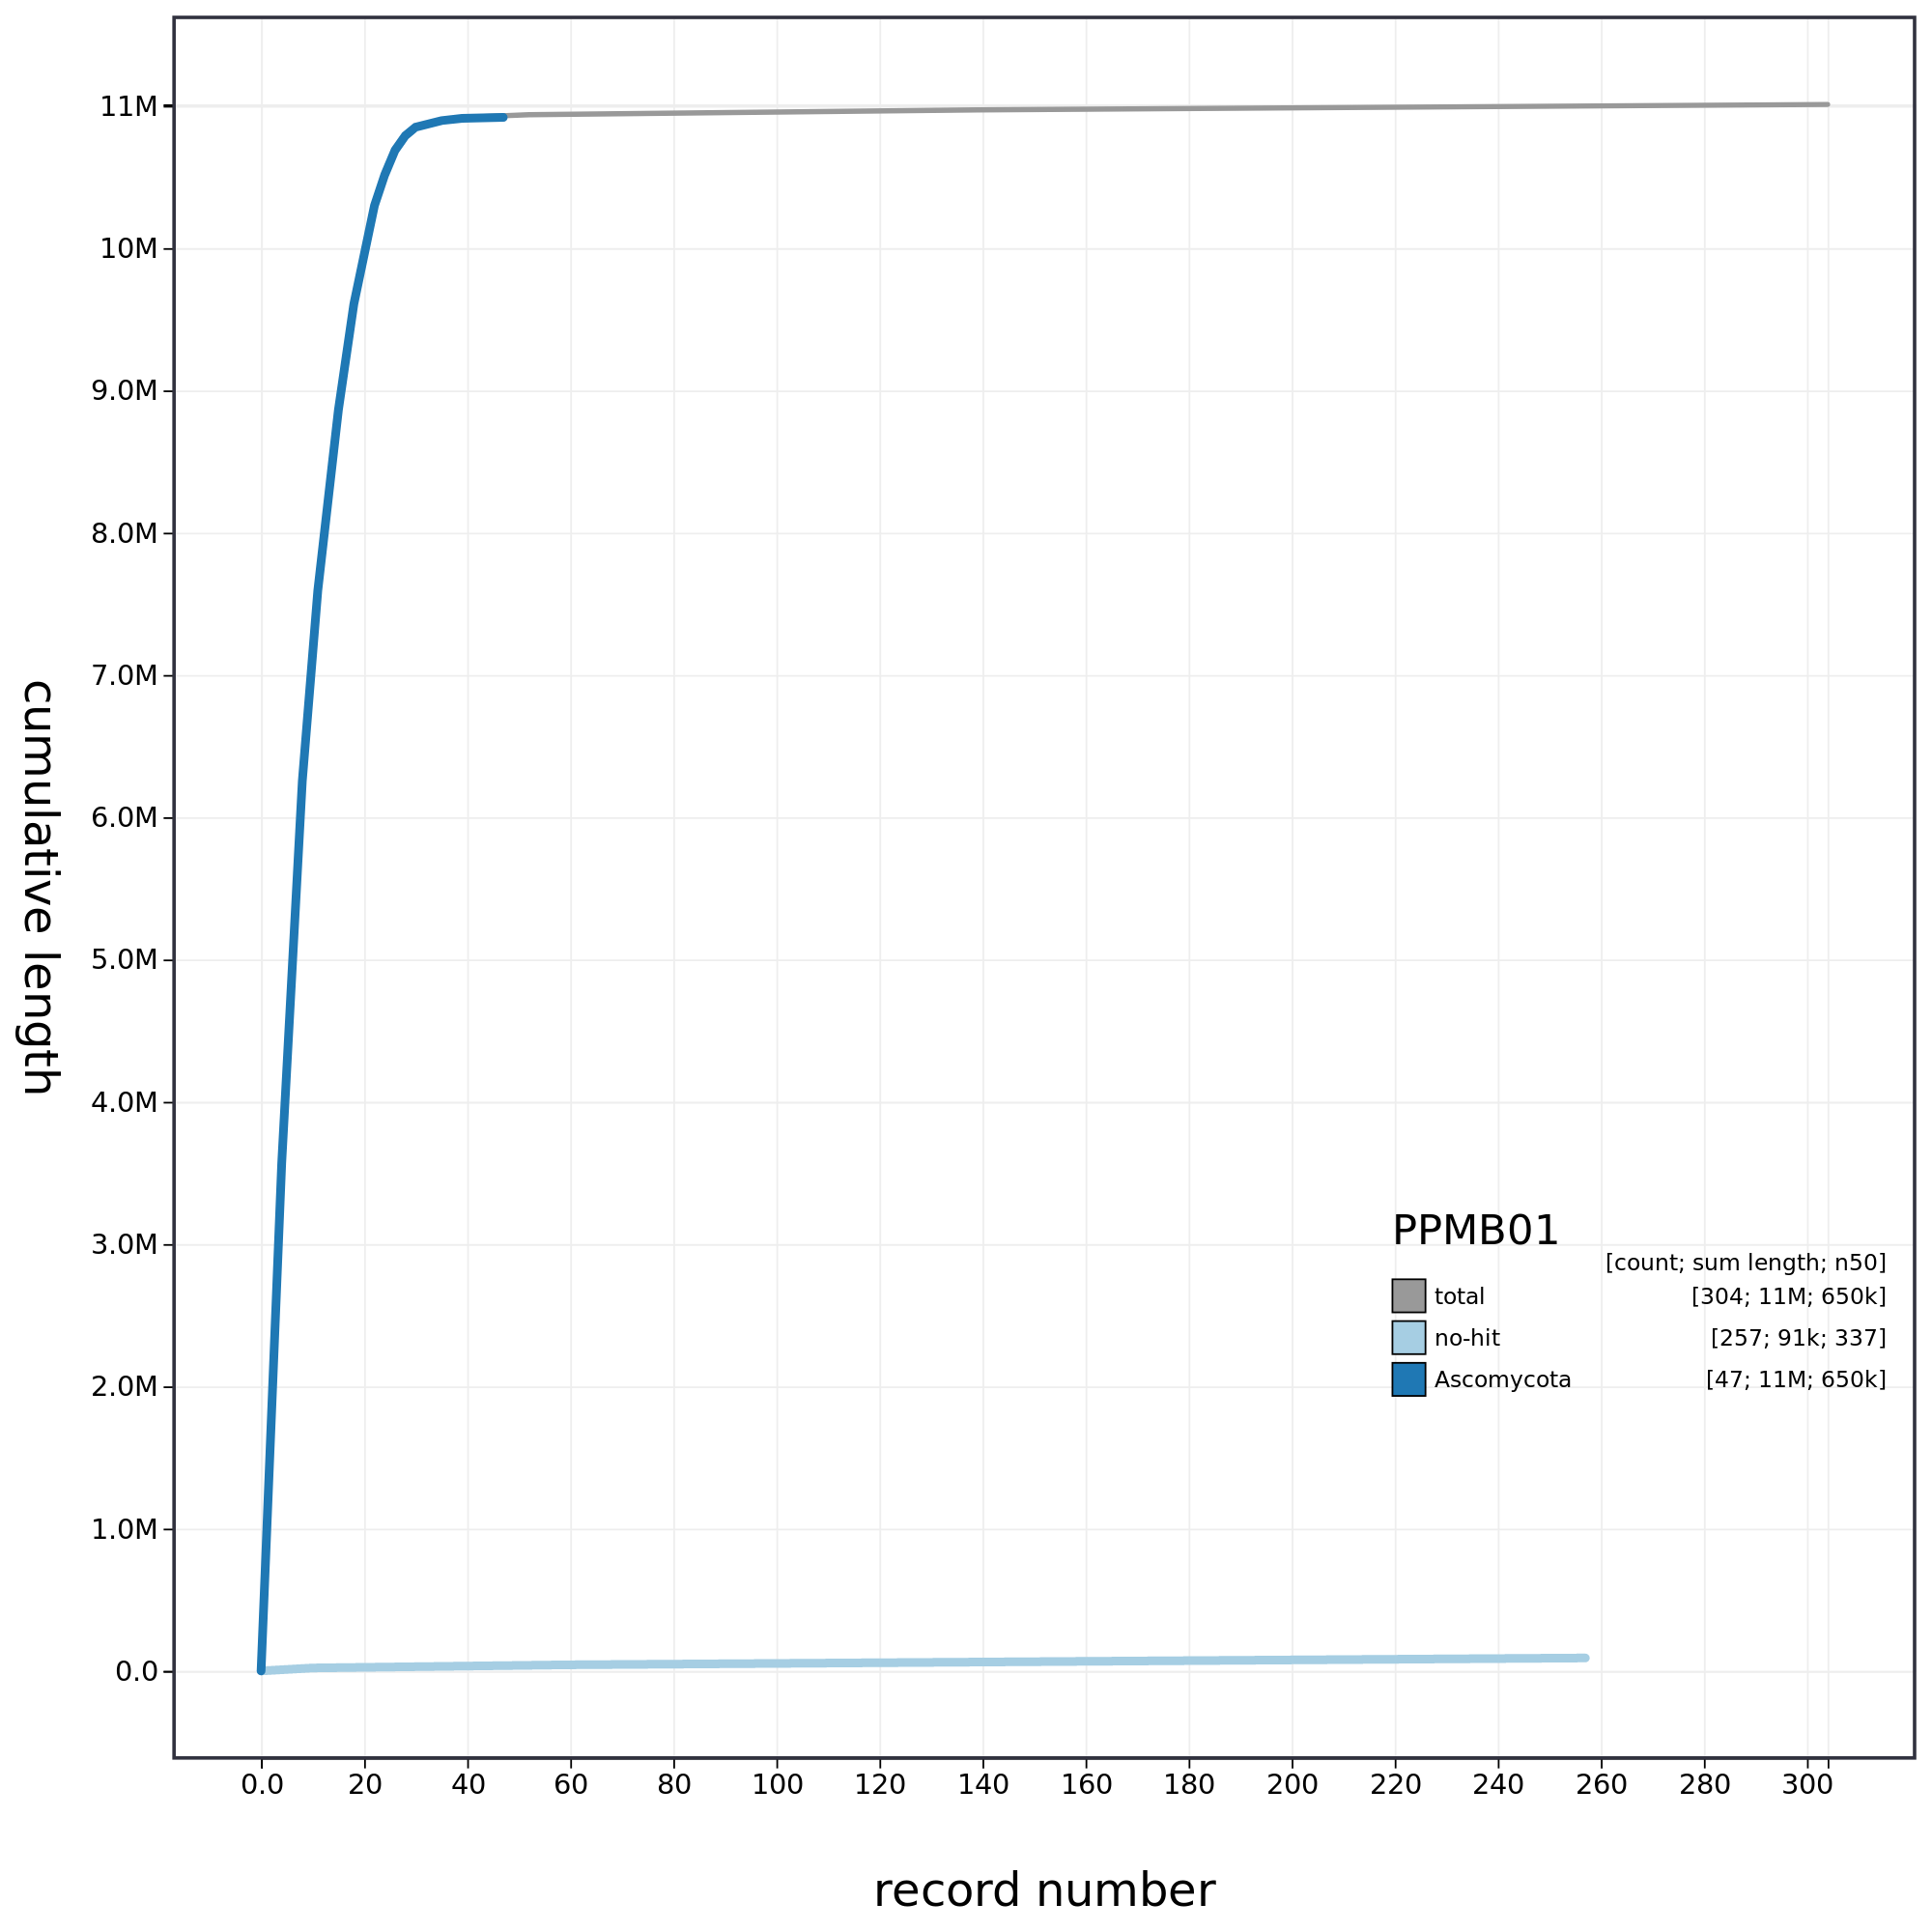 11M
10M
9.0M
8.0M
7.0M
6.0M
5.0M
4.0M
3.0M
2.0M
1.0M
0.0
cumulative length
PPMB01
[count; sum length; n50]
total [304; 11M; 650k]
no-hit [257; 91k; 337]
Ascomycota [47; 11M; 650k]
0.0 20 40 60 80 100 120 140 160 180 200 220 240 260 280 300
record number